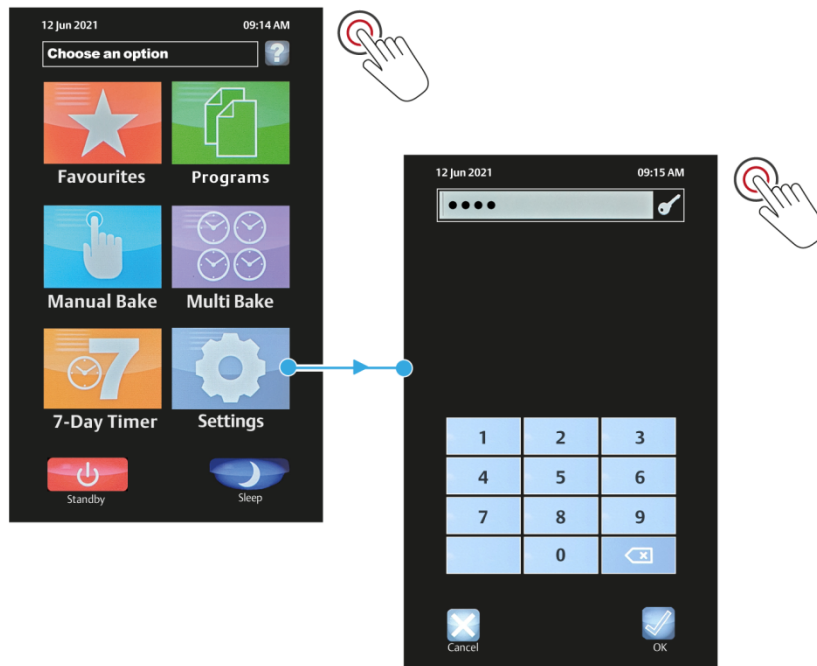 12 Jun 2021 09:14 AM
Choose an option ?
Favourites Programs
Manual Bake Multi Bake
7
7-Day Timer Settings
Standby Sleep
12 Jun 2021 09:15 AM
••••
1 2 3
4 5 6
7 8 9
0
Cancel OK